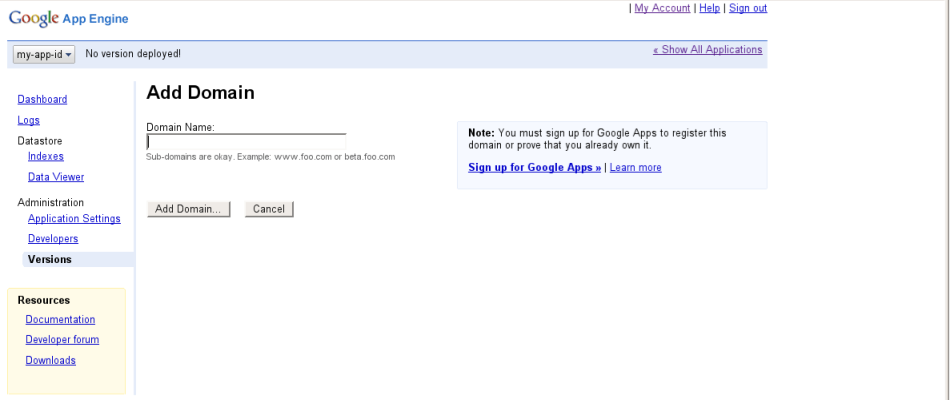 | My Account | Help | Sign out
Google App Engine
my-app-id
No version deployed!
« Show All Applications
Dashboard
Logs
Datastore
Indexes
Data Viewer
Administration
Application Settings
Developers
Versions
Resources
Documentation
Developer forum
Downloads
Add Domain
Domain Name:
Sub-domains are okay. Example: www.foo.com or beta.foo.com
Add Domain...
Cancel
Note: You must sign up for Google Apps to register this
domain or prove that you already own it.
Sign up for Google Apps » | Learn more